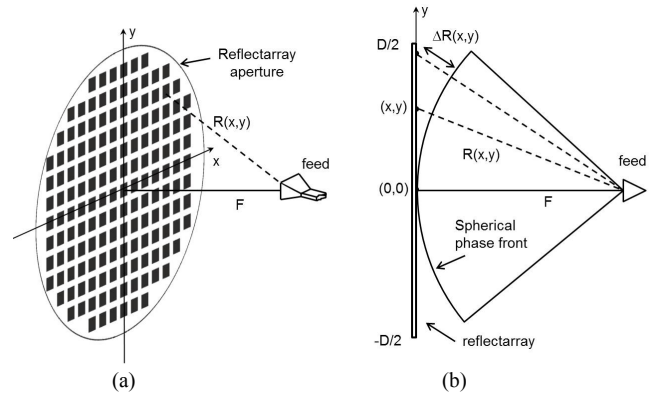 y
Reflectarray
aperture
R(x,y)
x
feed
F
(a)
y
D/2
ΔR(x,y)
(x,y)
R(x,y)
feed
(0,0)
F
Spherical
phase front
-D/2
reflectarray
(b)